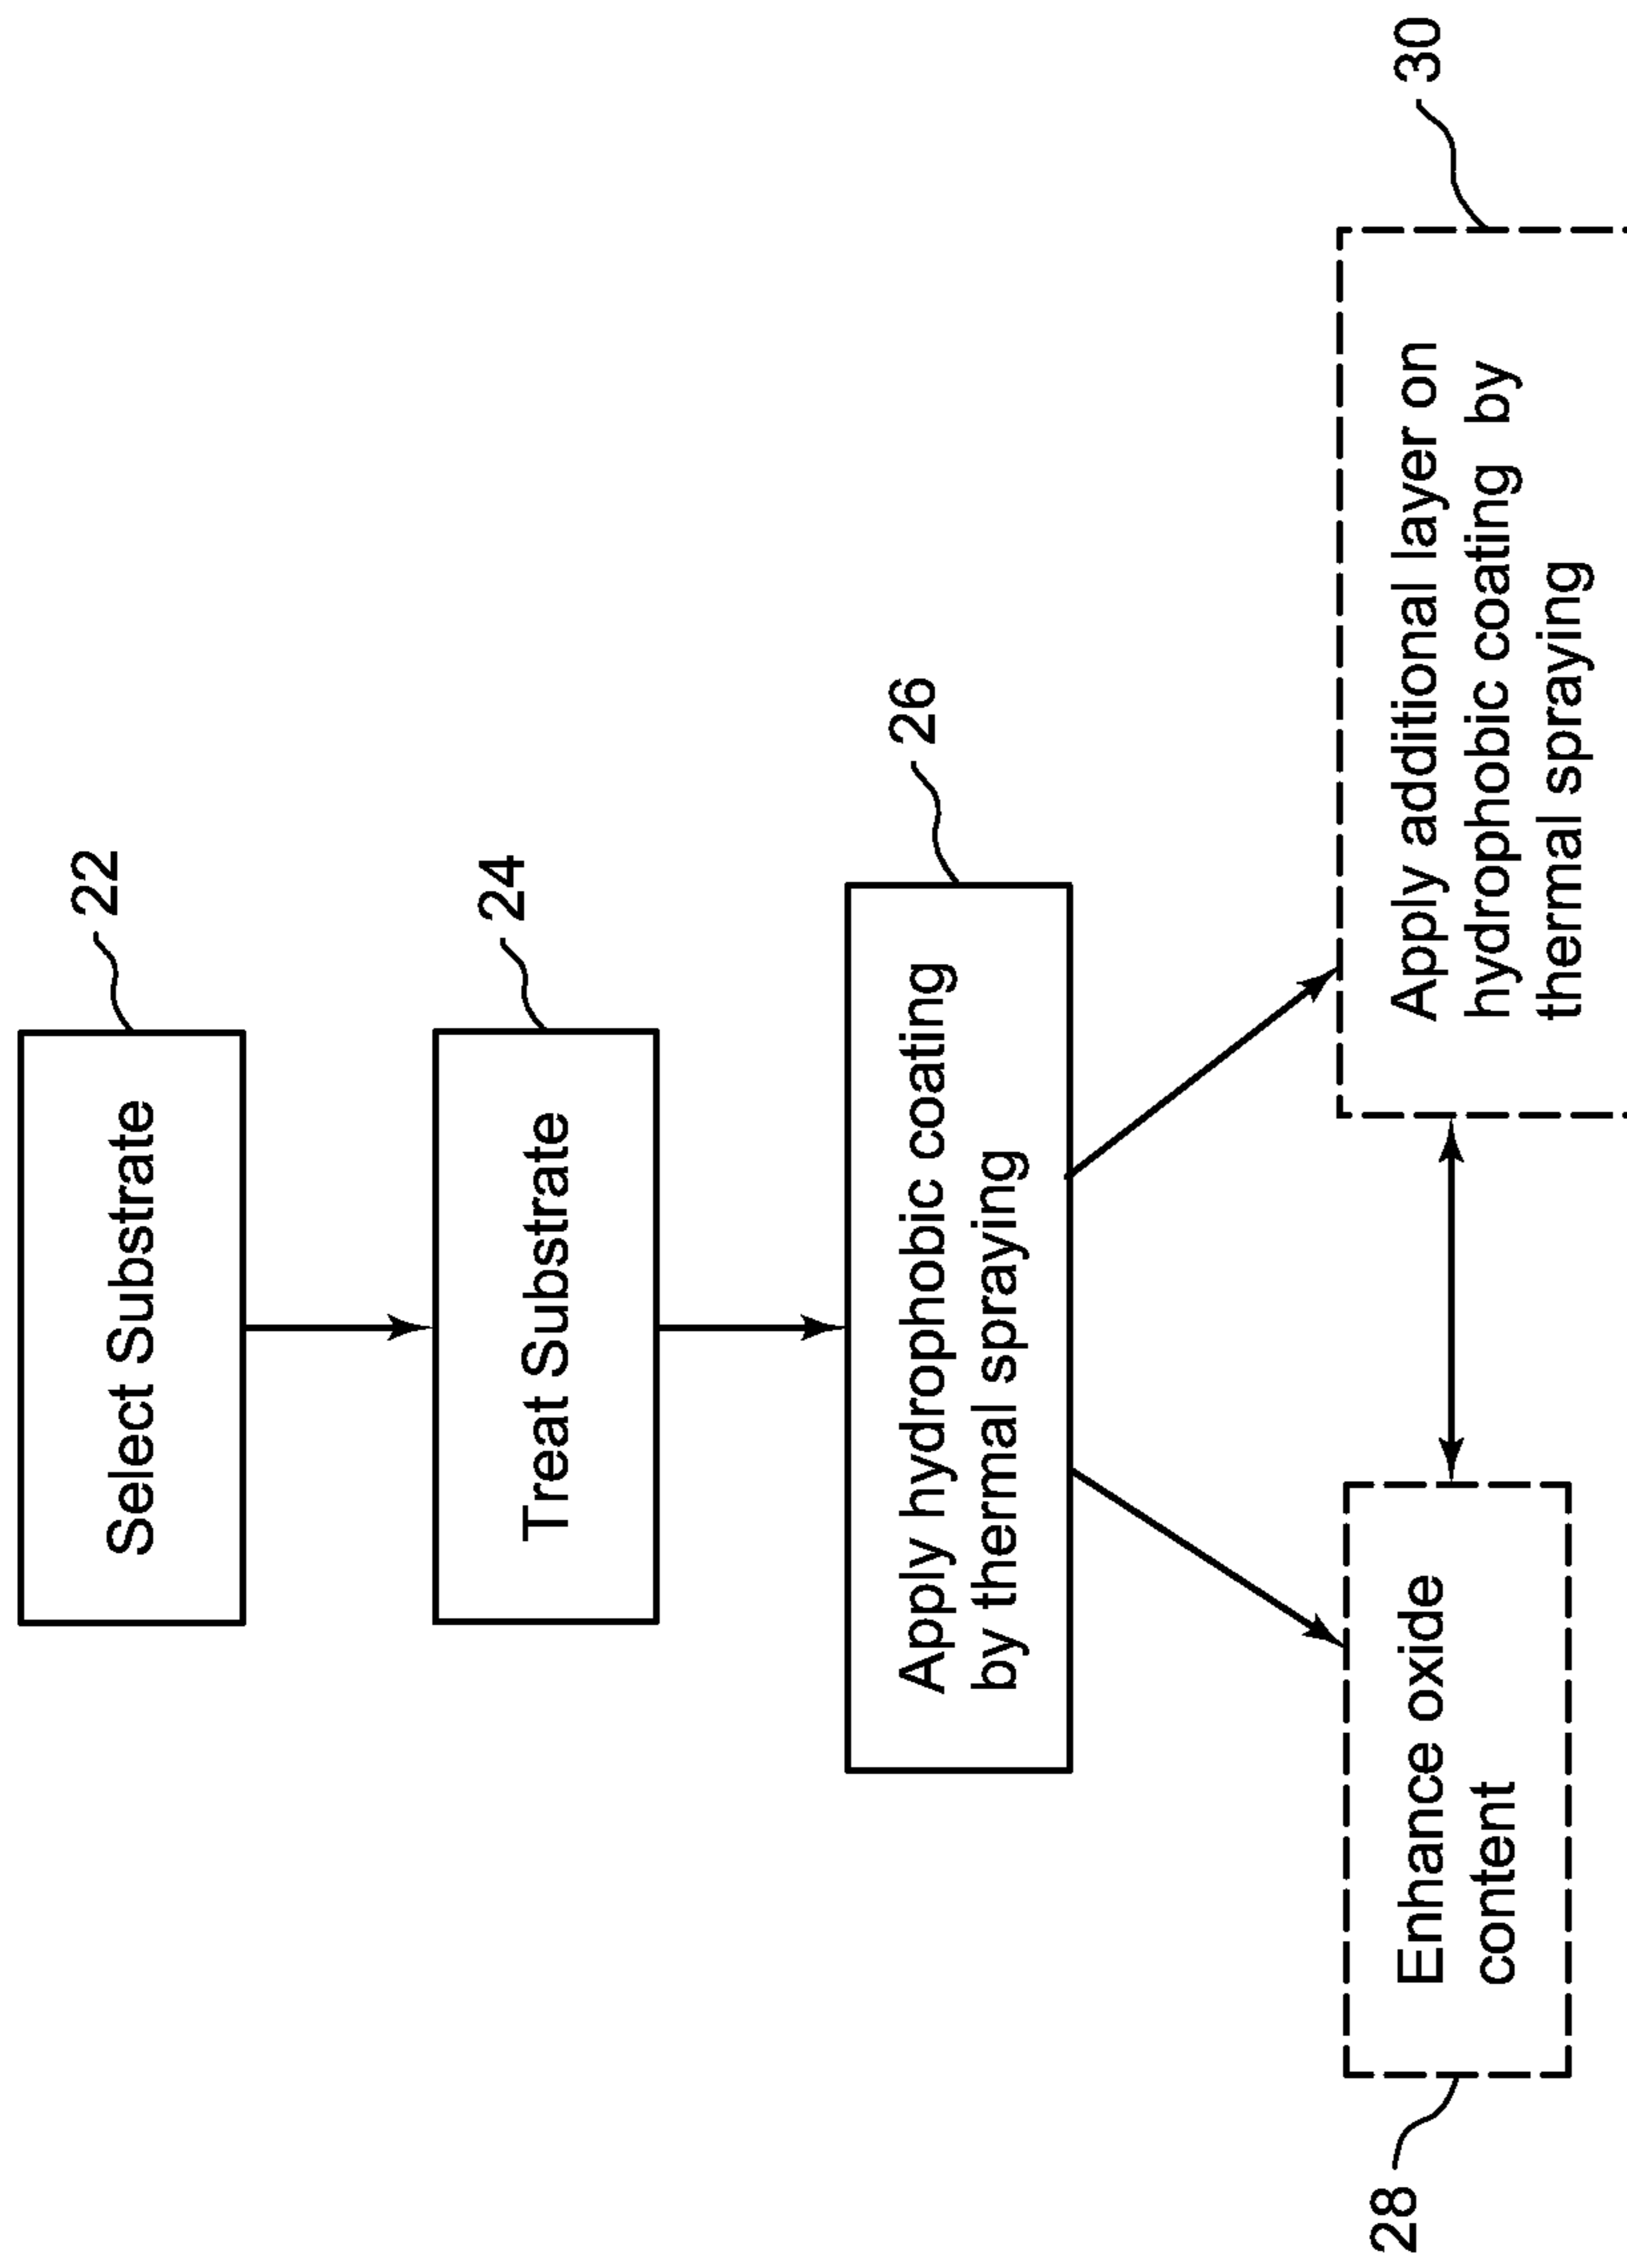 22
Select Substrate
24
Treat Substrate
26
Apply hydrophobic coating
by thermal spraying
28
Enhance oxide
content
30
Apply additional layer on
hydrophobic coating by
thermal spraying